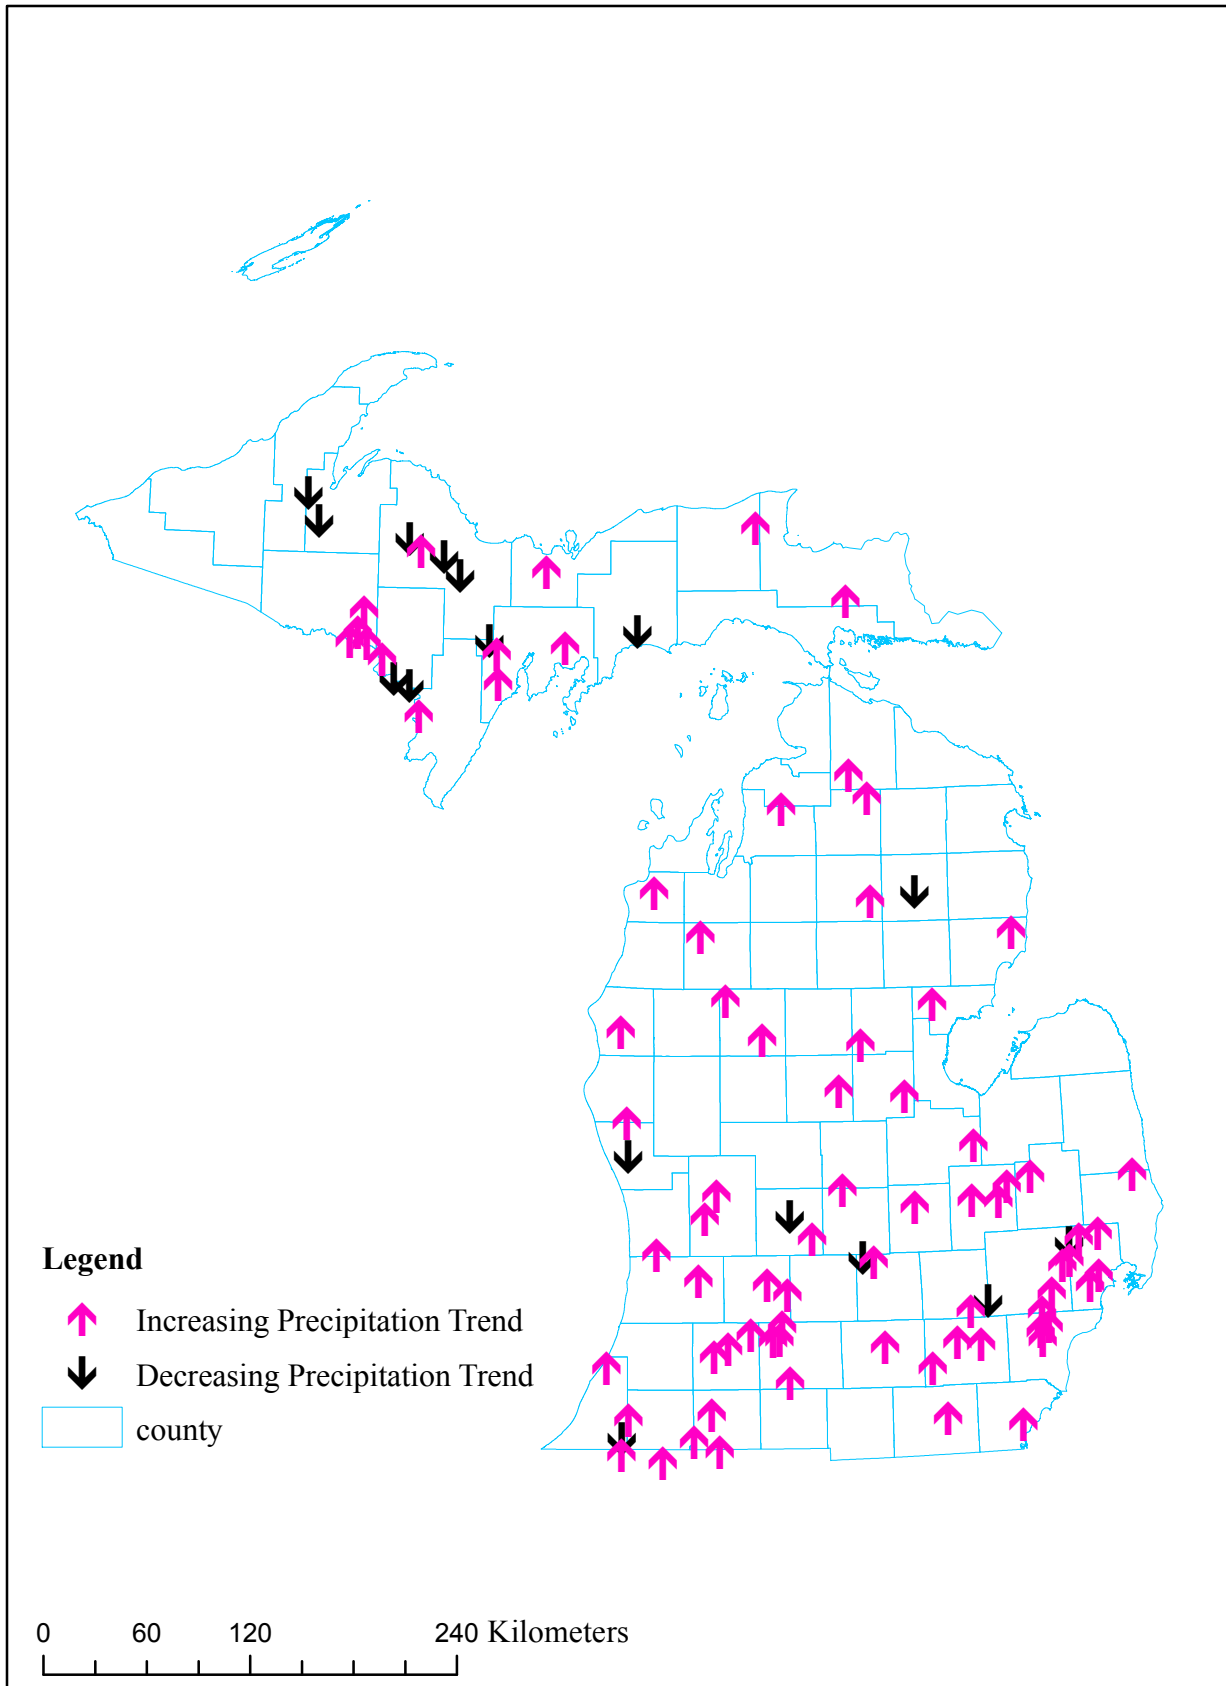 Legend
Increasing Precipitation Trend
Decreasing Precipitation Trend
county
0 60 120 240 Kilometers